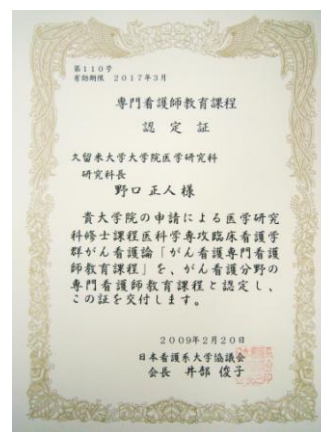 第110号
有効期限 2017年3月
専門看護師教育課程
認定証
久留米大学大学院医学研究科
研究科長
野口正人様
貴大学院の申請による医学研究
科修士課程医科学専攻臨床看護学
群がん看護論「がん看護専門看護
師教育課程」を、がん看護分野の
専門看護師教育課程と認定し、
この証を交付します。
2009年2月20日
日本看護系大学協議会
会長 井部俊子